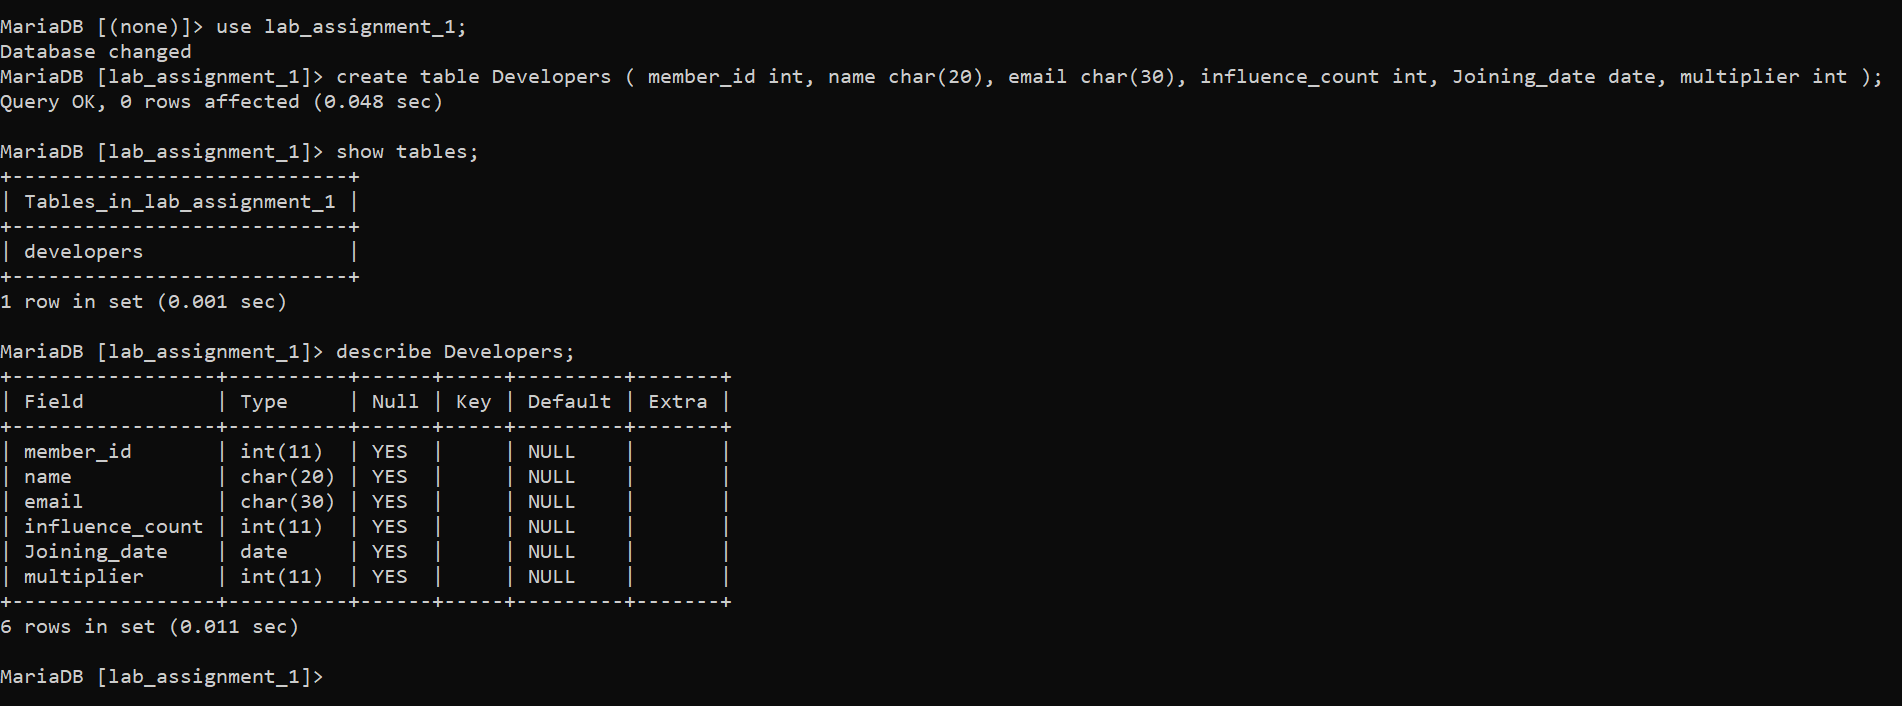 MariaDB [(none)]> use lab_assignment_1;
Database changed
MariaDB [lab_assignment_1]> create table Developers ( member_id int, name char(20), email char(30), influence_count int, Joining_date date, multiplier int );
Query OK, 0 rows affected (0.048 sec)

MariaDB [lab_assignment_1]> show tables;
+----------------------------+
| Tables_in_lab_assignment_1 |
+----------------------------+
| developers                 |
+----------------------------+
1 row in set (0.001 sec)

MariaDB [lab_assignment_1]> describe Developers;
+-----------------+----------+------+-----+---------+-------+
| Field           | Type     | Null | Key | Default | Extra |
+-----------------+----------+------+-----+---------+-------+
| member_id       | int(11)  | YES  |     | NULL    |       |
| name            | char(20) | YES  |     | NULL    |       |
| email           | char(30) | YES  |     | NULL    |       |
| influence_count | int(11)  | YES  |     | NULL    |       |
| Joining_date    | date     | YES  |     | NULL    |       |
| multiplier      | int(11)  | YES  |     | NULL    |       |
+-----------------+----------+------+-----+---------+-------+
6 rows in set (0.011 sec)

MariaDB [lab_assignment_1]>